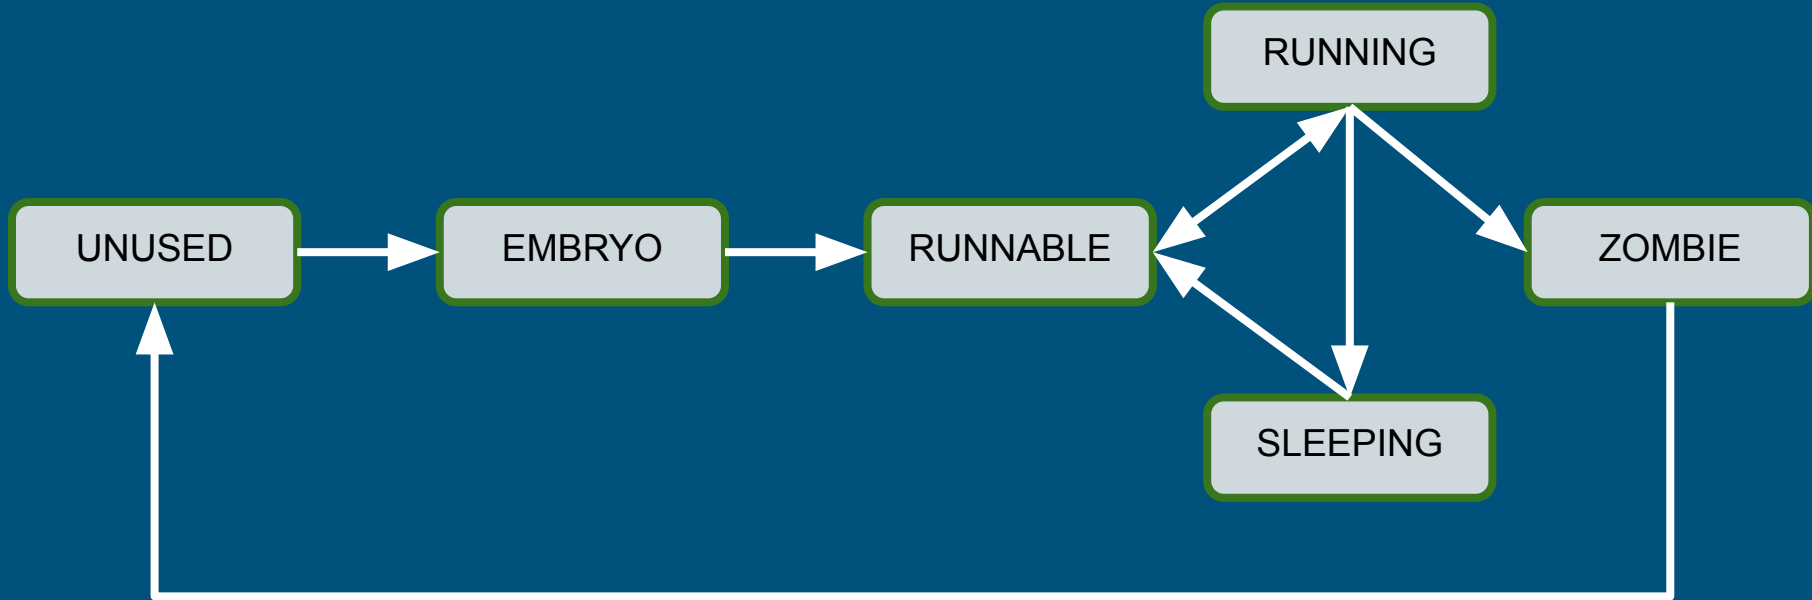 RUNNING
UNUSED
EMBRYO
RUNNABLE
ZOMBIE
SLEEPING